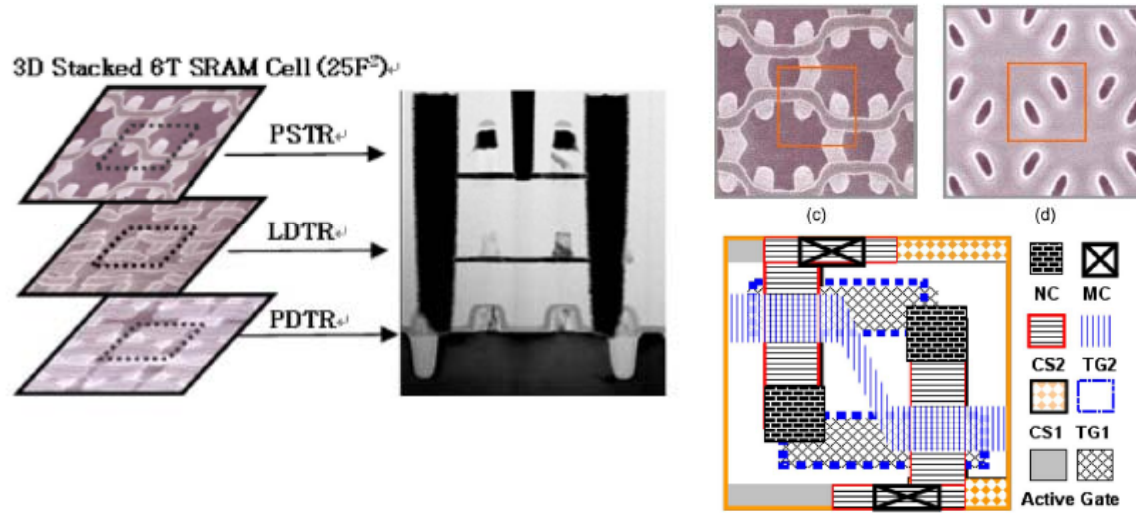 3D Stacked 6T SRAM Cell (25F²)↵
PSTR↵
LDTR↵
PDTR↵
(c)
(d)
NC MC
CS2 TG2
CS1 TG1
Active Gate